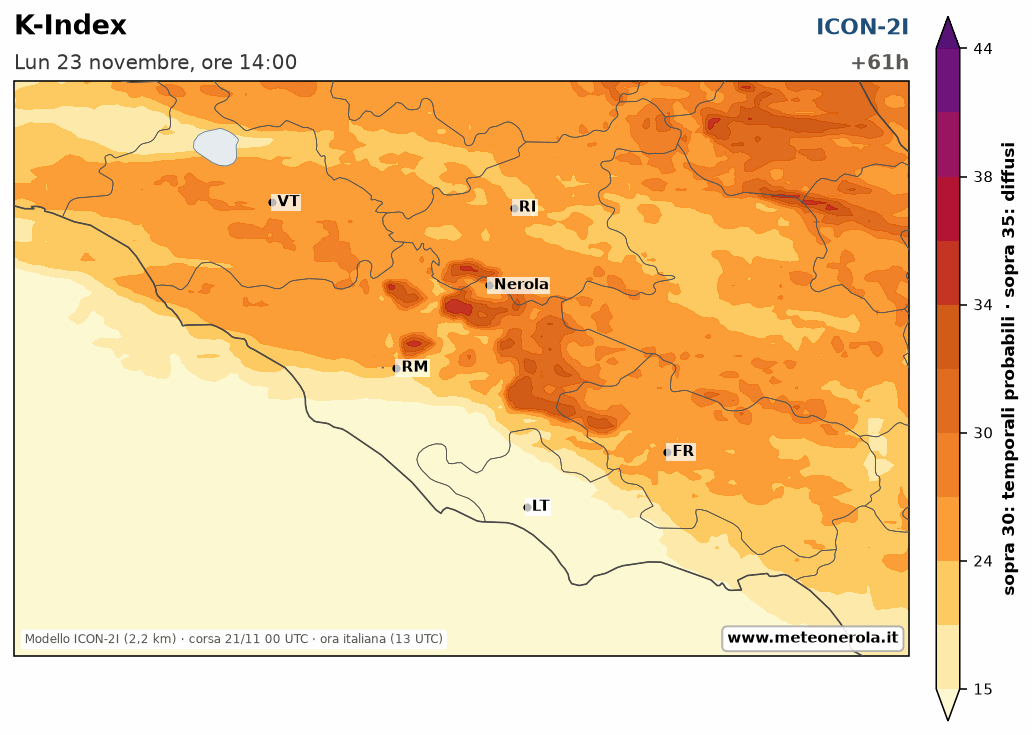 K-Index
ICON-2I
Lun 23 novembre, ore 14:00
+61h
VT
RI
Nerola
RM
FR
LT
Modello ICON-2I (2,2 km) · corsa 21/11 00 UTC · ora italiana (13 UTC)
www.meteonerola.it
44
38
34
30
24
15
sopra 30: temporali probabili · sopra 35: diffusi